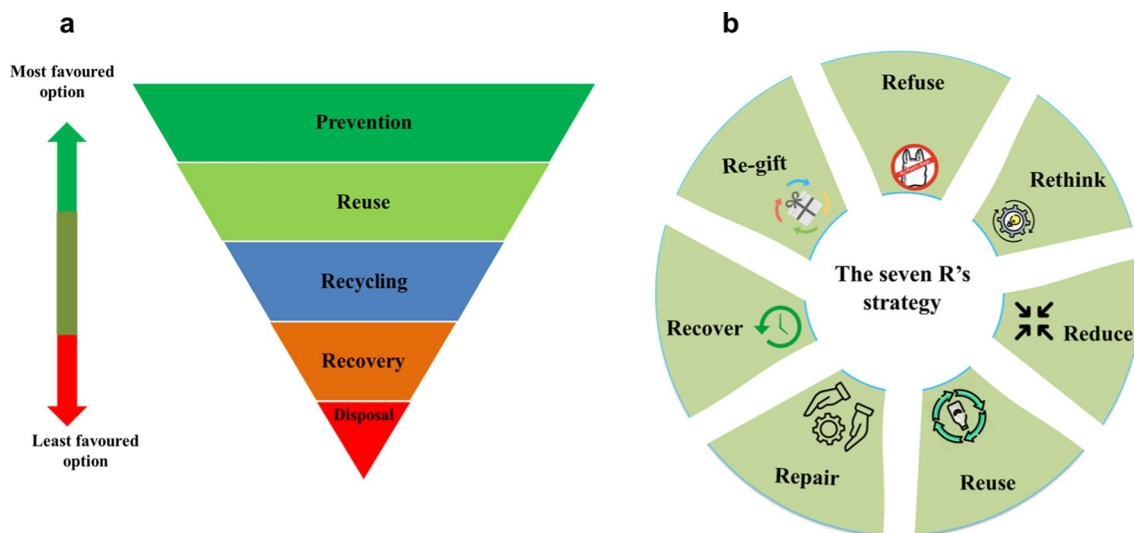 a
Most favoured
option
Prevention
Reuse
Recycling
Recovery
Disposal
Least favoured
option
b
Refuse
Rethink
Reduce
Reuse
Repair
Recover
Re-gift
The seven R's
strategy